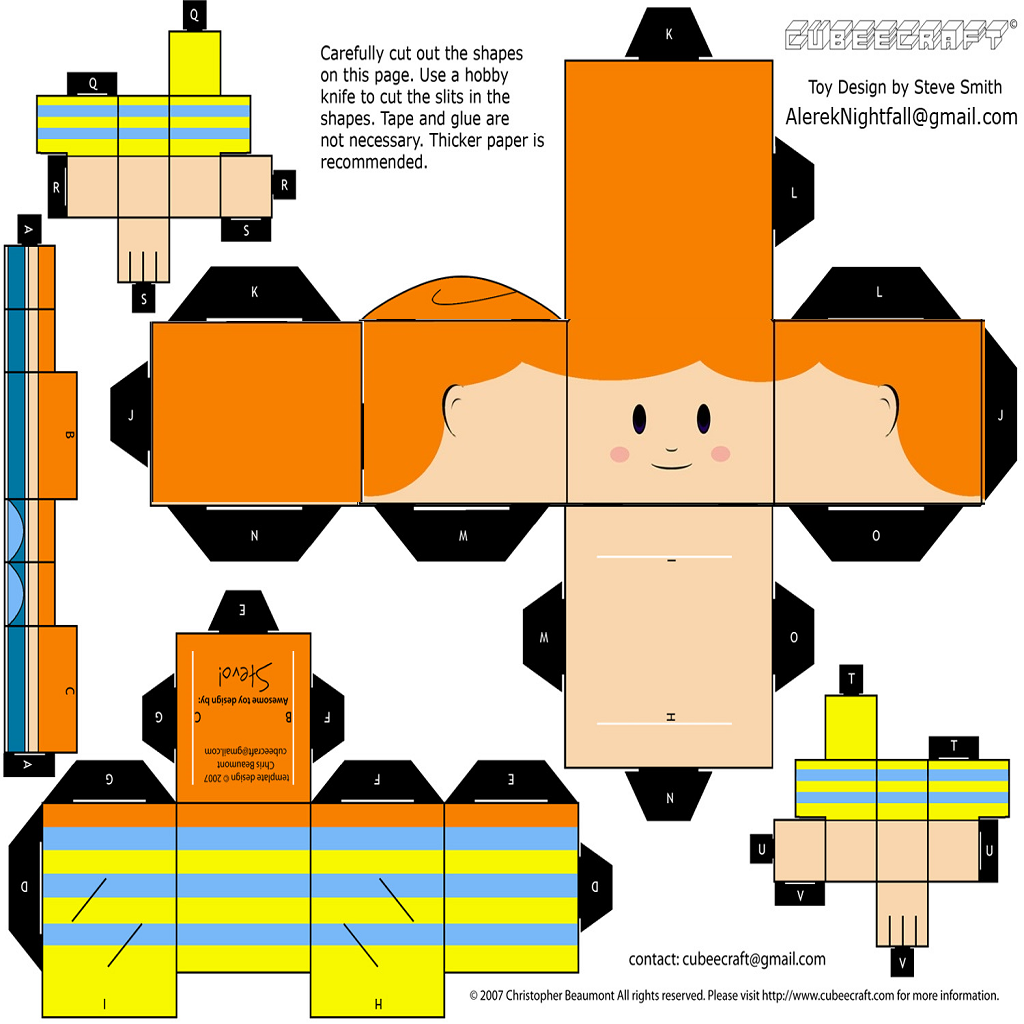 Q
CUBEECRAFT©
K
Carefully cut out the shapes
on this page. Use a hobby
knife to cut the slits in the
shapes. Tape and glue are
not necessary. Thicker paper is
recommended.
Q
Toy Design by Steve Smith
AlerekNightfall@gmail.com
R
R
L
S
A
K
L
S
J
J
B
N
W
O
I
E
W
O
C
Stevo!
Awesome toy design by:
G
C
B
F
H
T
cubeecraft@gmail.com
Chris Beaumont
template design © 2007
A
G
F
E
N
T
U
U
D
D
V
V
I
H
contact: cubeecraft@gmail.com
© 2007 Christopher Beaumont All rights reserved. Please visit http://www.cubeecraft.com for more information.